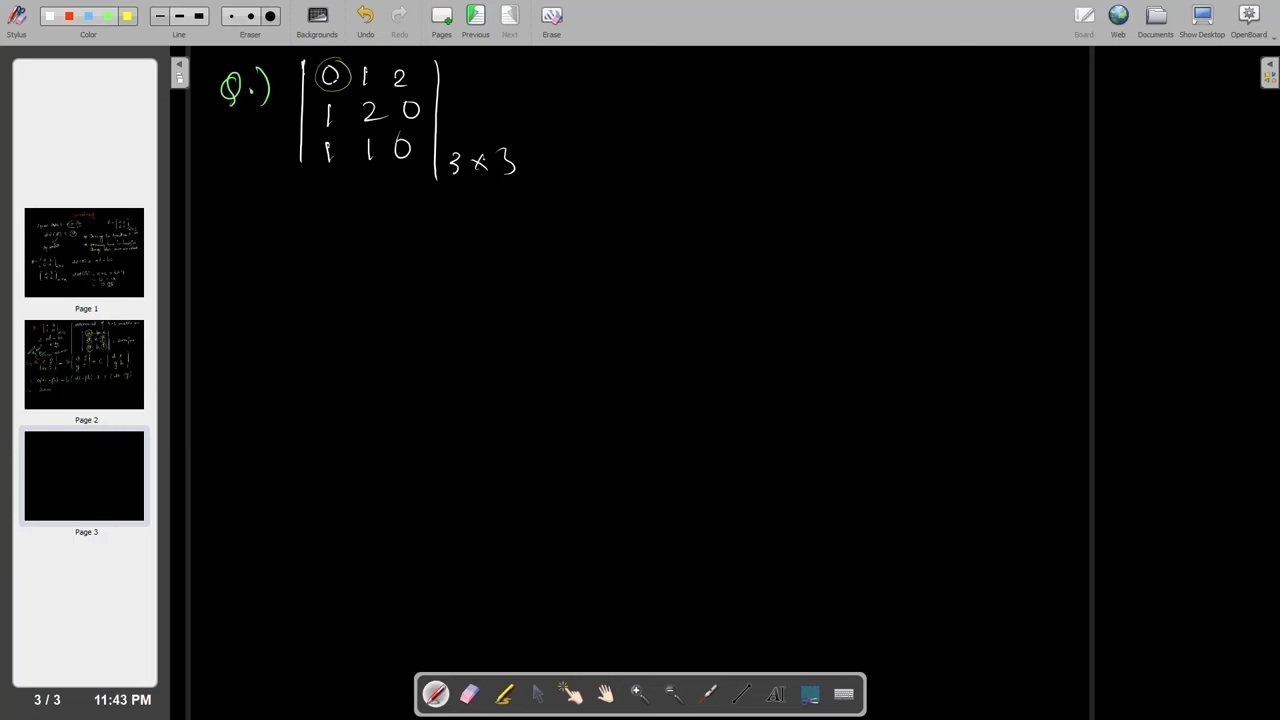 Stylus
Color
Line
Eraser
Backgrounds
Undo
Redo
Pages
Previous
Next
Erase
Board
Web
Documents
Show Desktop
OpenBoard
Q.)
0 1 2
1 2 0
1 1 0
3 × 3
Page 1
Page 2
Page 3
3 / 3
11:43 PM